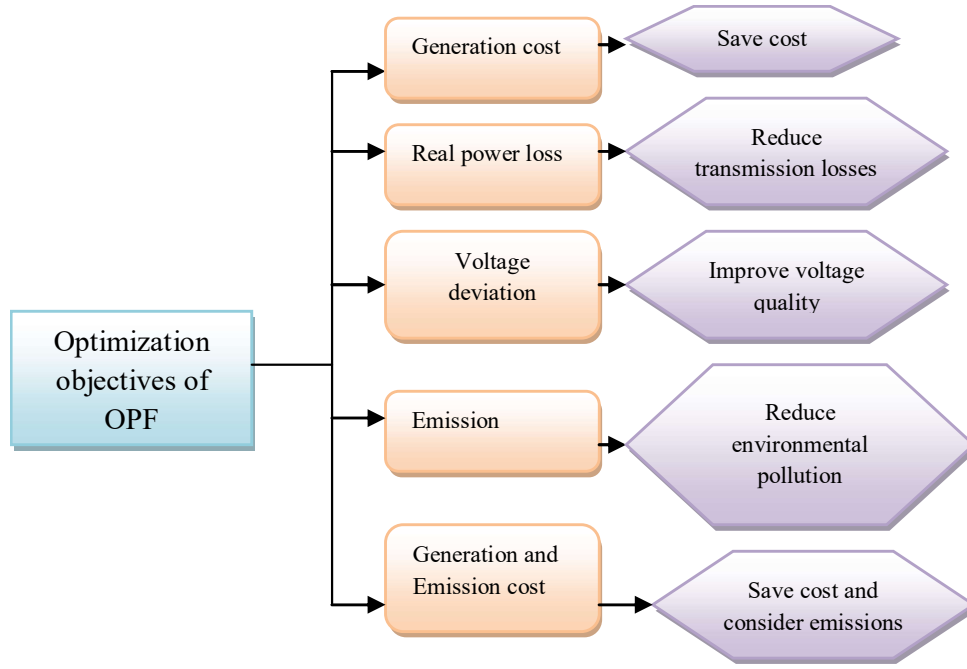 Generation cost
Save cost
Real power loss
Reduce
transmission losses
Voltage
deviation
Improve voltage
quality
Optimization
objectives of
OPF
Emission
Reduce
environmental
pollution
Generation and
Emission cost
Save cost and
consider emissions